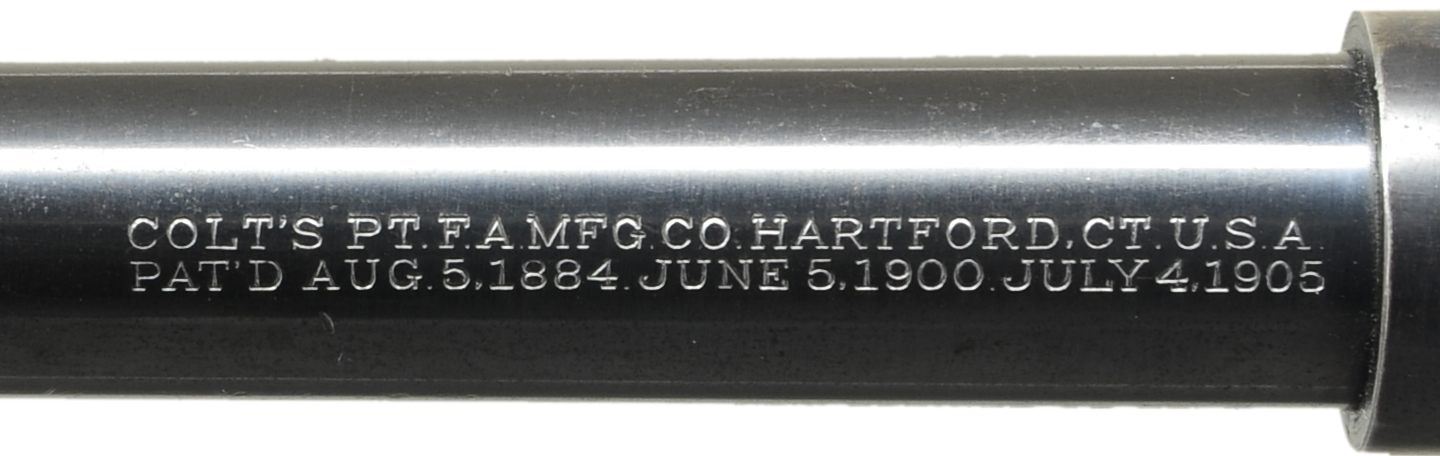 COLT'S PT. F. A. MFG. CO. HARTFORD, CT. U. S. A.
PAT'D AUG. 5, 1884. JUNE 5, 1900. JULY 4, 1905